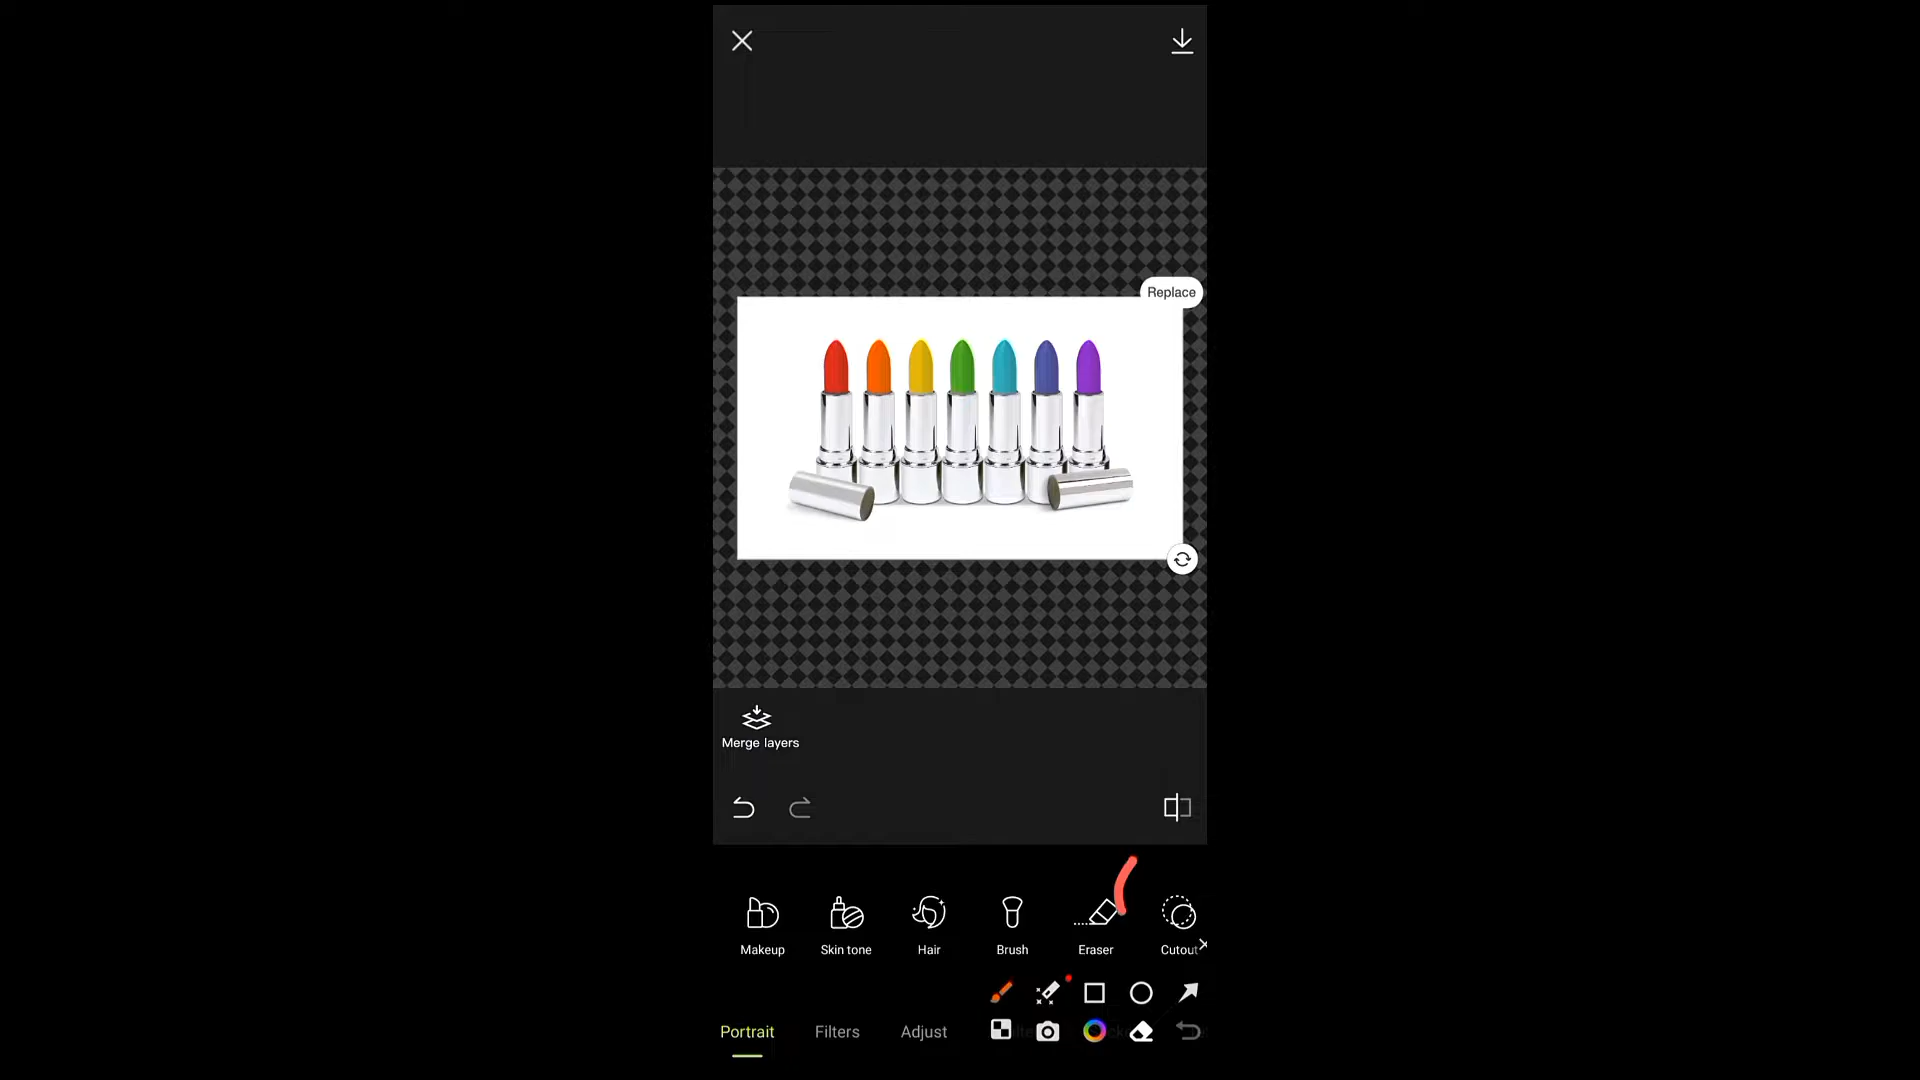 Replace
Merge layers
Makeup
Skin tone
Hair
Brush
Eraser
Cutout
Portrait
Filters
Adjust